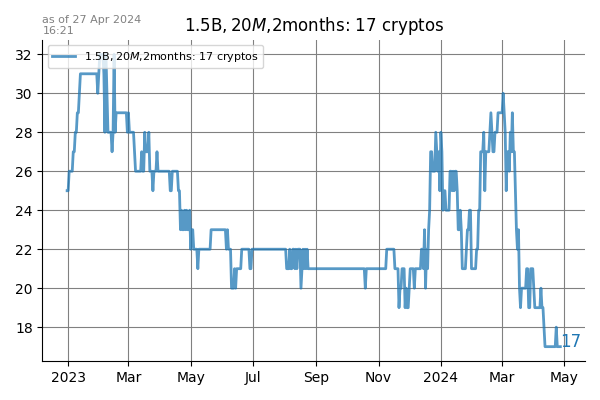 as of 27 Apr 2024
16:21
1.5B, 20M,2months: 17 cryptos
1.5B, 20M,2months: 17 cryptos
32
30
28
26
24
22
20
18
17
2023 Mar May Jul Sep Nov 2024 Mar May